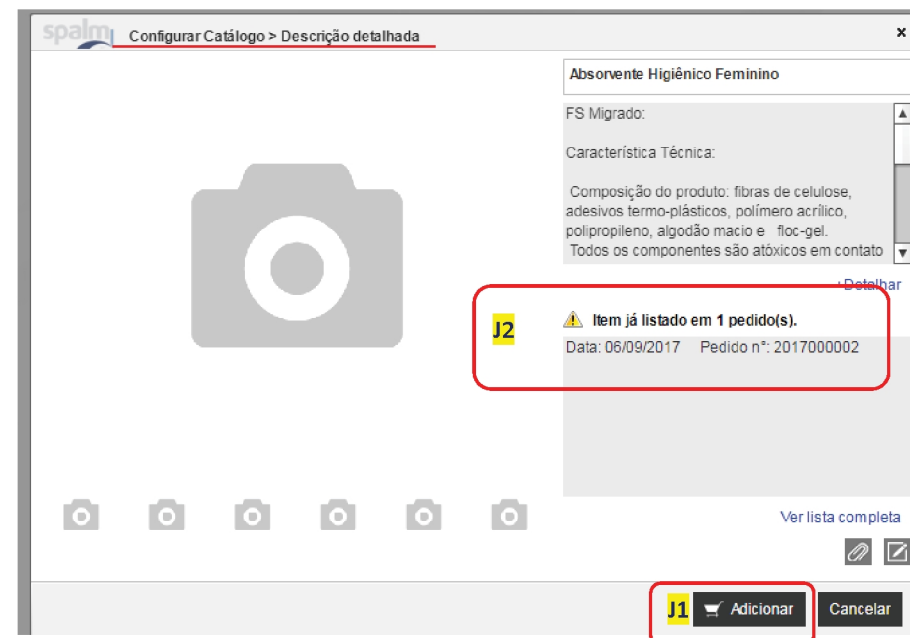 spalm Configurar Catálogo > Descrição detalhada x
Absorvente Higiênico Feminino
FS Migrado:
Característica Técnica:
Composição do produto: fibras de celulose,
adesivos termo-plásticos, polímero acrílico,
polipropileno, algodão macio e floc-gel.
Todos os componentes são atóxicos em contato
+Detalhar
J2
Item já listado em 1 pedido(s).
Data: 06/09/2017 Pedido n°: 2017000002
Ver lista completa
J1 Adicionar Cancelar